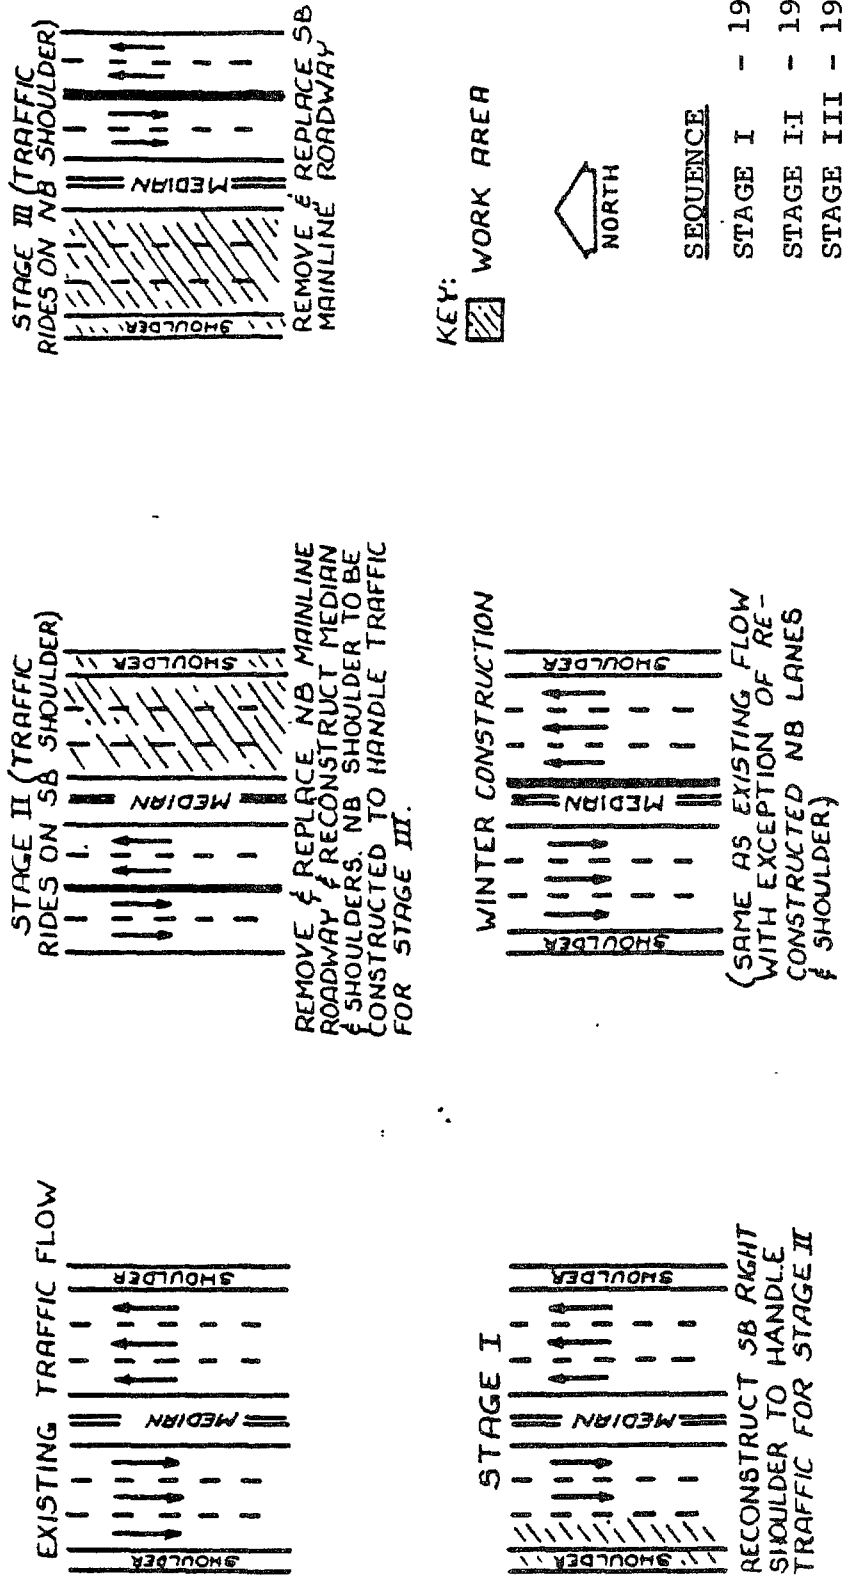 EXISTING TRAFFIC FLOW
SHOULDER
MEDIAN
SHOULDER
STAGE I
SHOULDER
MEDIAN
SHOULDER
RECONSTRUCT SB RIGHT
SHOULDER TO HANDLE
TRAFFIC FOR STAGE II
STAGE II (TRAFFIC
RIDES ON SB SHOULDER)
MEDIAN
SHOULDER
REMOVE & REPLACE NB MAINLINE
ROADWAY & RECONSTRUCT MEDIAN
& SHOULDERS. NB SHOULDER TO BE
CONSTRUCTED TO HANDLE TRAFFIC
FOR STAGE III.
WINTER CONSTRUCTION
SHOULDER
MEDIAN
SHOULDER
(SAME AS EXISTING FLOW
WITH EXCEPTION OF RE-
CONSTRUCTED NB LANES
& SHOULDER)
STAGE III (TRAFFIC
RIDES ON NB SHOULDER)
SHOULDER
MEDIAN
REMOVE & REPLACE SB
MAINLINE ROADWAY
KEY:
WORK AREA
NORTH
SEQUENCE
STAGE I - 19
STAGE II - 19
STAGE III - 19